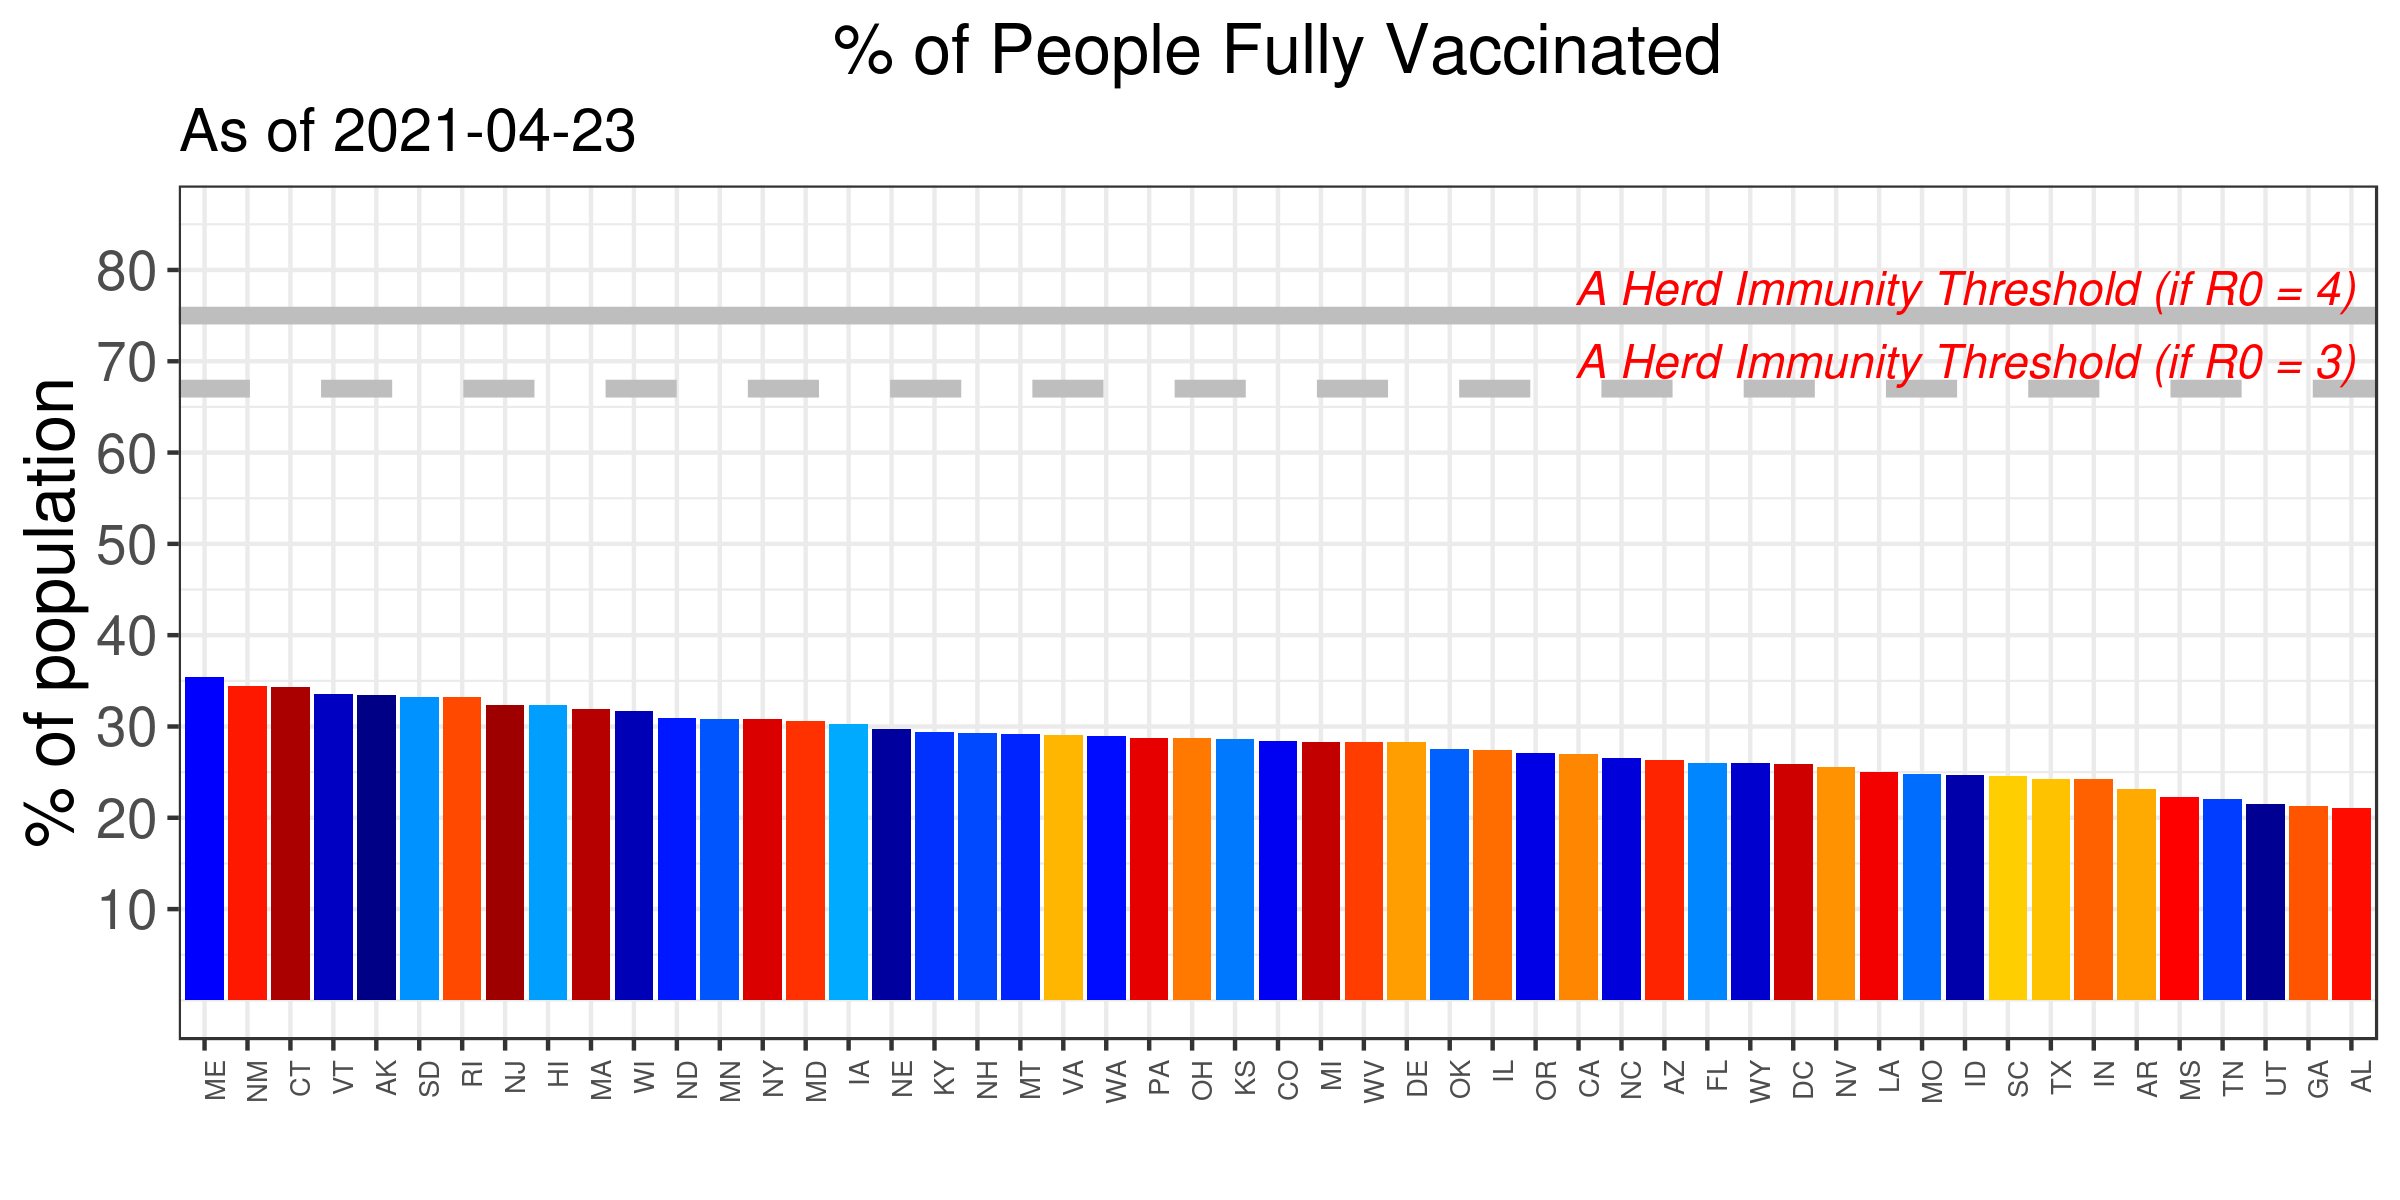 % of People Fully Vaccinated
As of 2021-04-23
% of population
80
70
60
50
40
30
20
10
A Herd Immunity Threshold (if R0 = 4)
A Herd Immunity Threshold (if R0 = 3)
ME NM CT VT AK SD RI NJ HI MA WI ND MN NY MD IA NE KY NH MT VA WA PA OH KS CO MI WV DE OK IL OR CA NC AZ FL WY DC NV LA MO ID SC TX IN AR MS TN UT GA AL